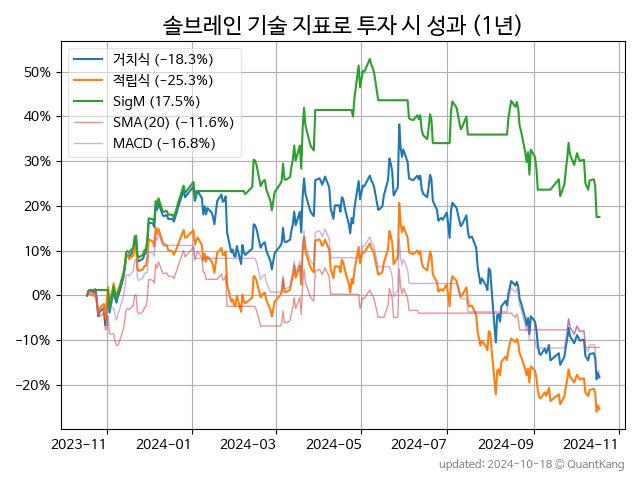 솔브레인 기술 지표로 투자 시 성과 (1년)
거치식 (-18.3%)
적립식 (-25.3%)
SigM (17.5%)
SMA(20) (-11.6%)
MACD (-16.8%)
50%
40%
30%
20%
10%
0%
-10%
-20%
2023-11
2024-01
2024-03
2024-05
2024-07
2024-09
2024-11
updated: 2024-10-18 © QuantKang